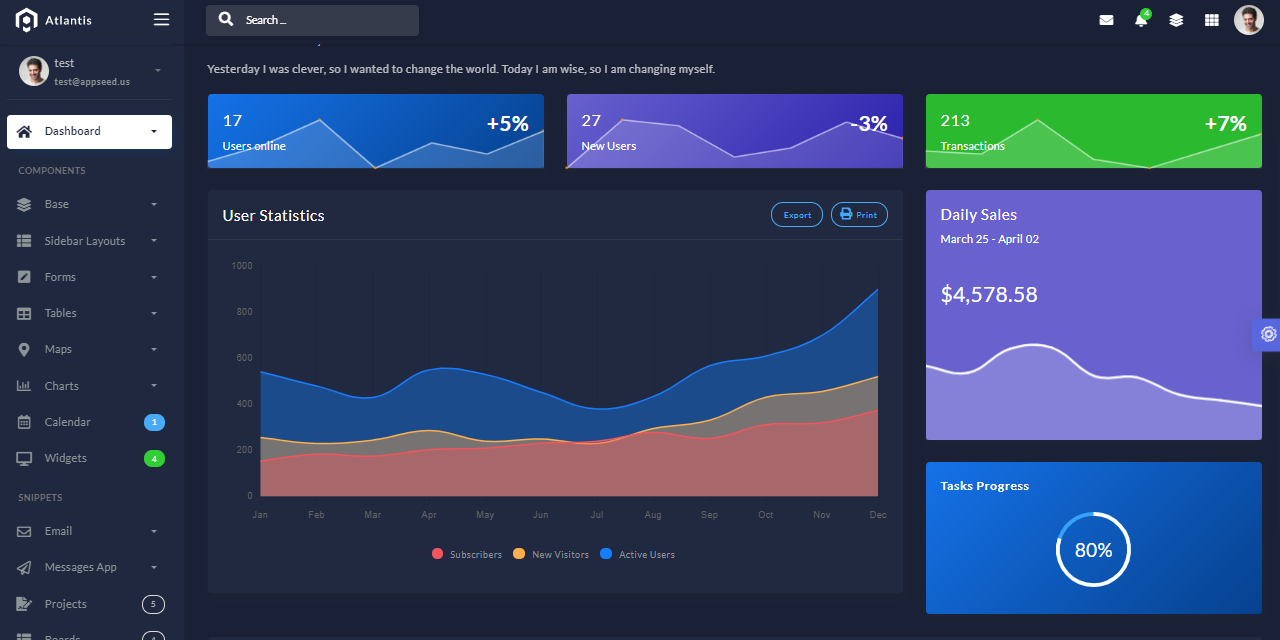 Atlantis
Search ...
4
test
test@appseed.us
Dashboard
COMPONENTS
Base
Sidebar Layouts
Forms
Tables
Maps
Charts
Calendar 1
Widgets 4
SNIPPETS
Email
Messages App
Projects 5
Boards 4
Yesterday I was clever, so I wanted to change the world. Today I am wise, so I am changing myself.
17
Users online
+5%
27
New Users
-3%
213
Transactions
+7%
User Statistics
Export
Print
1000
800
600
400
200
0
Jan Feb Mar Apr May Jun Jul Aug Sep Oct Nov Dec
Subscribers New Visitors Active Users
Daily Sales
March 25 - April 02
$4,578.58
Tasks Progress
80%